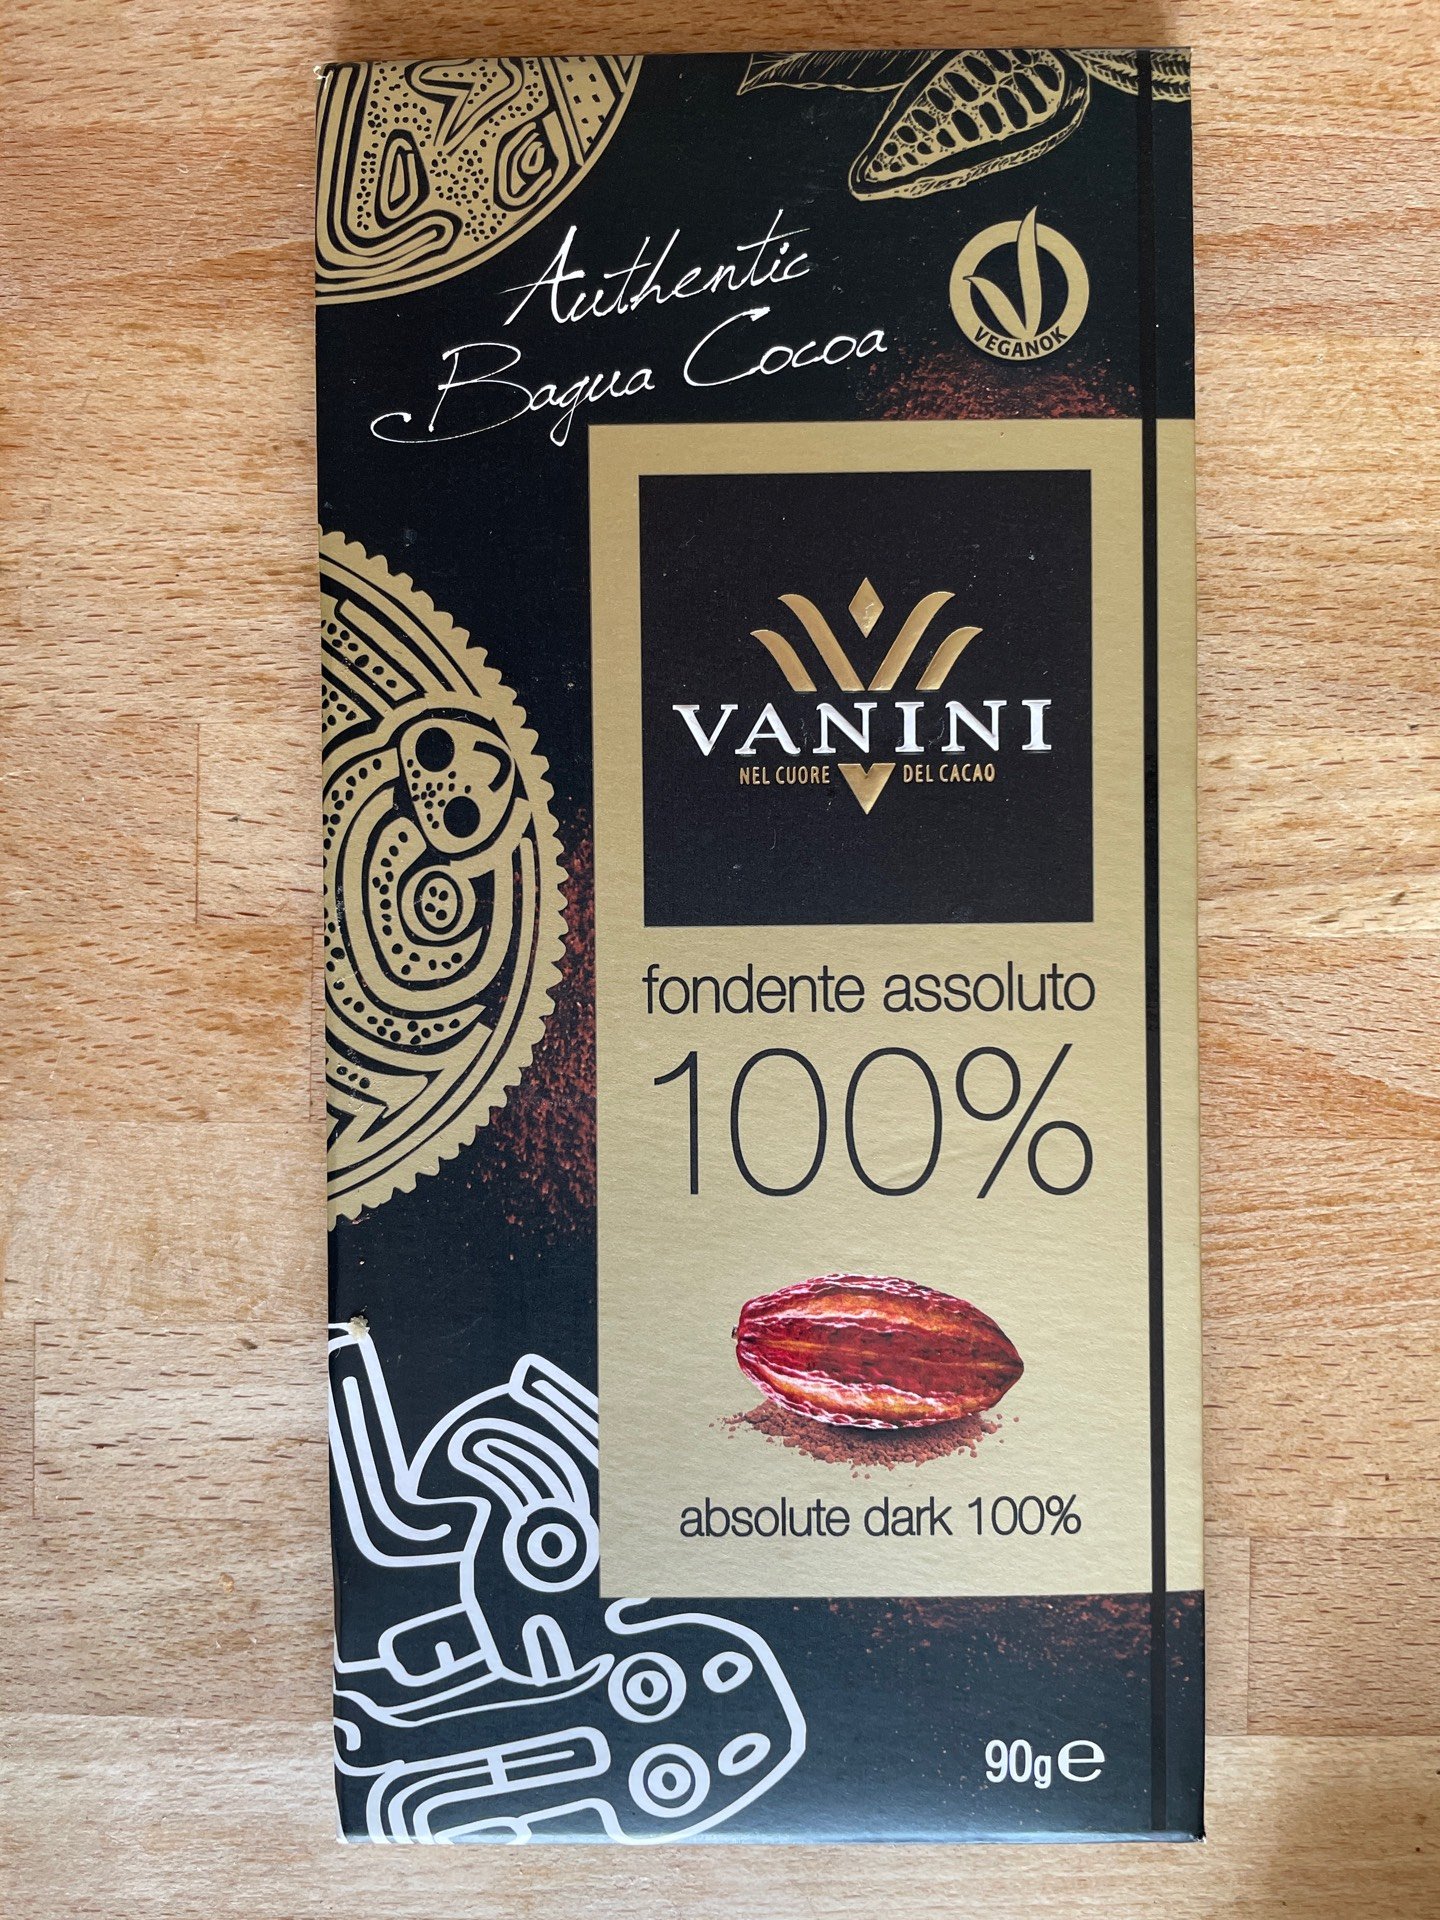 Authentic
Bagua Cocoa
VEGANOK
VANINI
NEL CUORE DEL CACAO
fondente assoluto
100%
absolute dark 100%
90g e